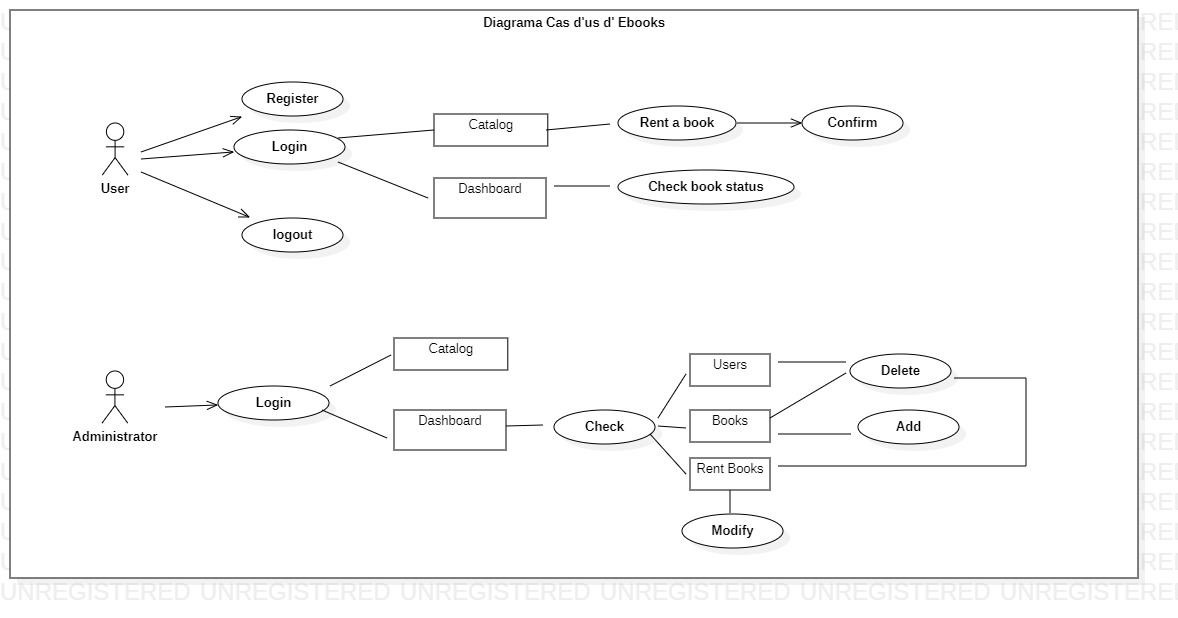 Diagrama Cas d'us d' Ebooks
Register
Login
logout
User
Catalog
Dashboard
Rent a book
Confirm
Check book status
Administrator
Login
Catalog
Dashboard
Check
Users
Books
Rent Books
Delete
Add
Modify
UNREGISTERED UNREGISTERED UNREGISTERED UNREGISTERED UNREGISTERED UNREGISTEREI